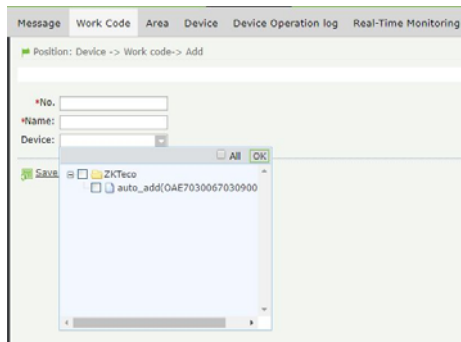 Message Work Code Area Device Device Operation log Real-Time Monitoring
Position: Device -> Work code-> Add
*No.
*Name:
Device:
All OK
Save
ZKTeco
auto_add(OAE7030067030900